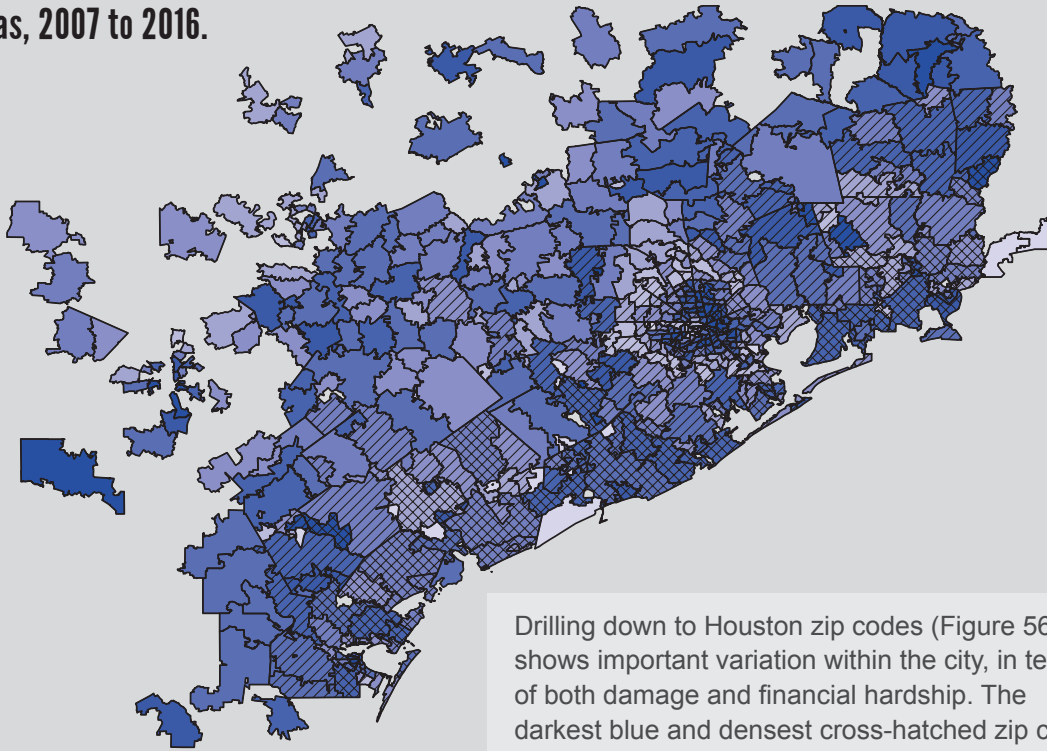 as, 2007 to 2016.
Drilling down to Houston zip codes (Figure 56
shows important variation within the city, in te
of both damage and financial hardship. The
darkest blue and densest cross-hatched zip c